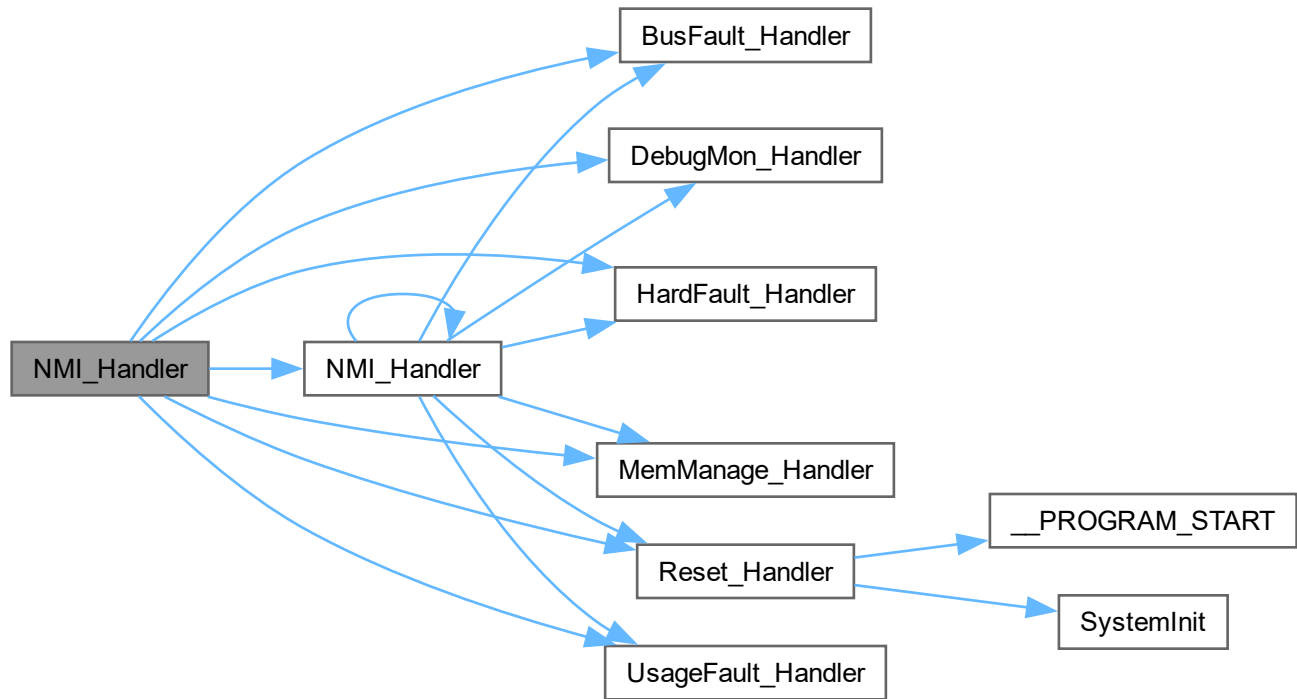 BusFault_Handler
DebugMon_Handler
HardFault_Handler
NMI_Handler
NMI_Handler
MemManage_Handler
__PROGRAM_START
Reset_Handler
SystemInit
UsageFault_Handler